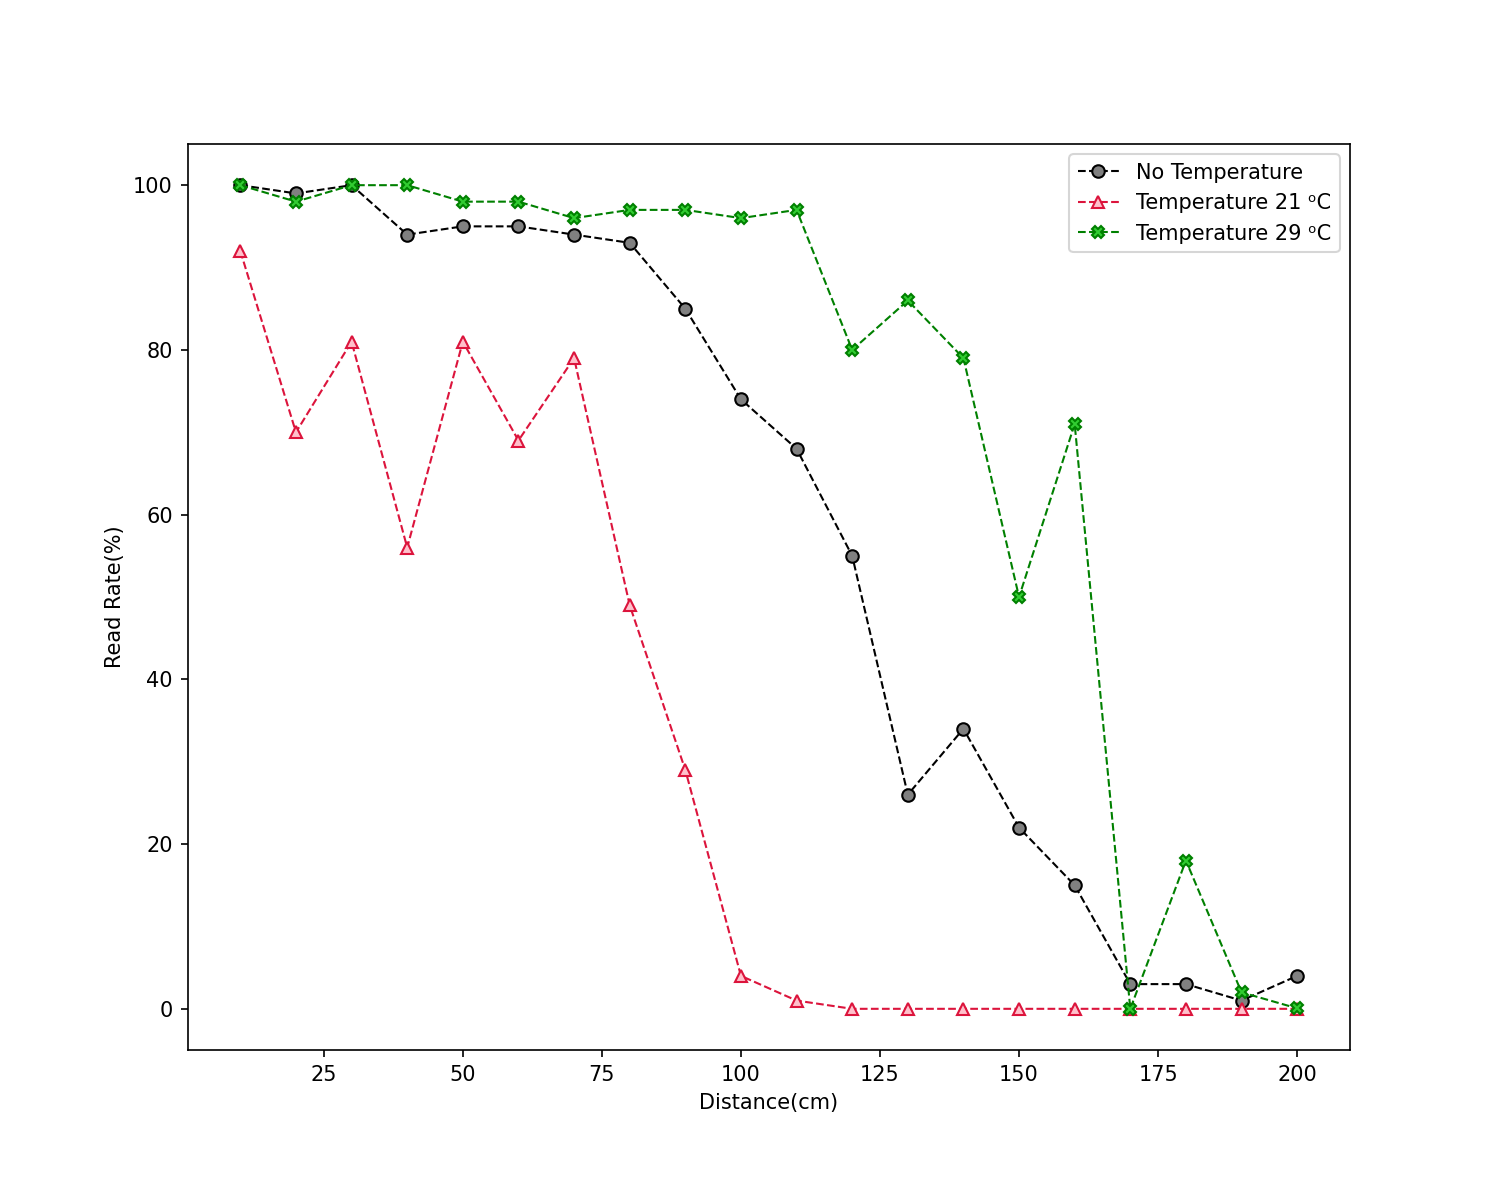 No Temperature
Temperature 21 ᵒC
Temperature 29 ᵒC
100
80
60
40
20
0
Read Rate(%)
25 50 75 100 125 150 175 200
Distance(cm)